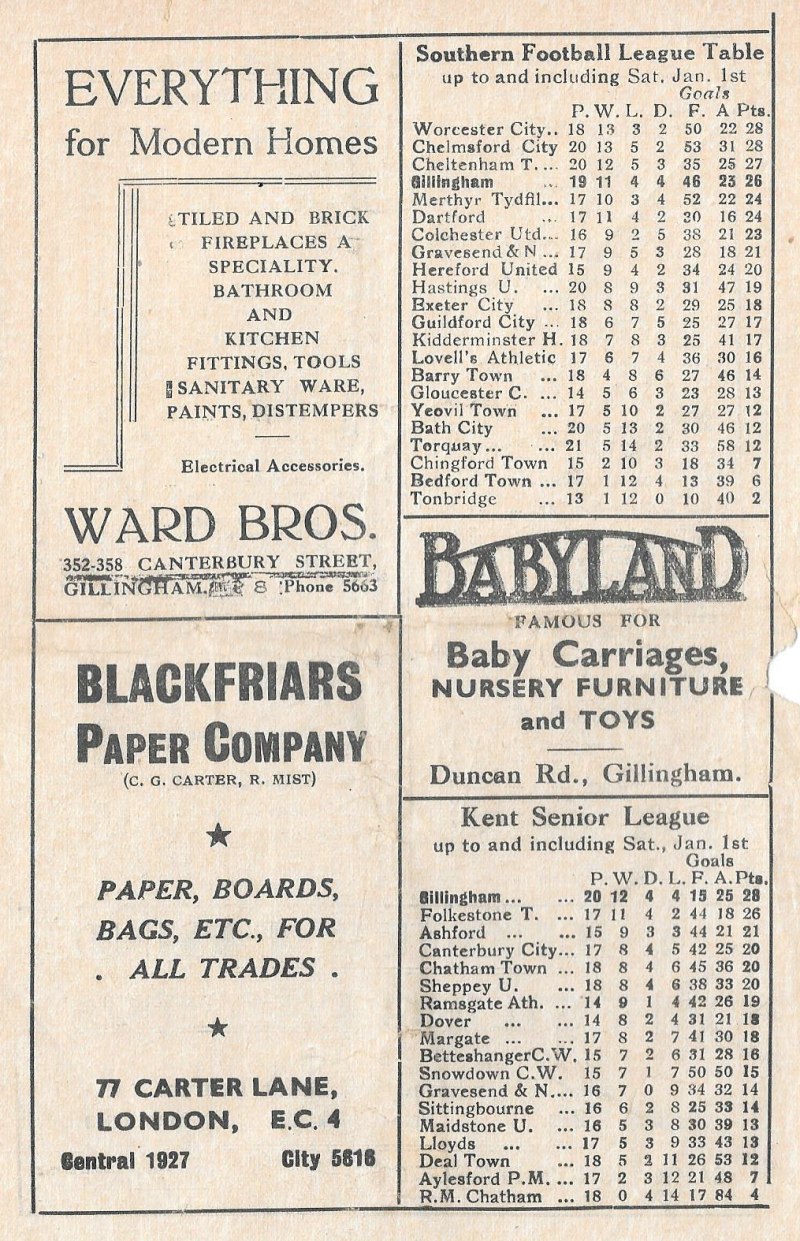 EVERYTHING
for Modern Homes
TILED AND BRICK
FIREPLACES A
SPECIALITY.
BATHROOM
AND
KITCHEN
FITTINGS, TOOLS
SANITARY WARE,
PAINTS, DISTEMPERS
Electrical Accessories.
WARD BROS.
352-358 CANTERBURY STREET,
GILLINGHAM. Phone 5663
BLACKFRIARS
PAPER COMPANY
(C. G. CARTER, R. MIST)
PAPER, BOARDS,
BAGS, ETC., FOR
. ALL TRADES .
77 CARTER LANE,
LONDON, E.C. 4
Central 1927 City 5616
Southern Football League Table
up to and including Sat. Jan. 1st
Goals
P. W. L. D. F. A Pts.
Worcester City.. 18 13 3 2 50 22 28
Chelmsford City 20 13 5 2 53 31 28
Cheltenham T. ... 20 12 5 3 35 25 27
Gillingham ... 19 11 4 4 46 23 26
Merthyr Tydfil... 17 10 3 4 52 22 24
Dartford ... 17 11 4 2 30 16 24
Colchester Utd... 16 9 2 5 38 21 23
Gravesend & N ... 17 9 5 3 28 18 21
Hereford United 15 9 4 2 34 24 20
Hastings U. ... 20 8 9 3 31 47 19
Exeter City ... 18 8 8 2 29 25 18
Guildford City ... 18 6 7 5 25 27 17
Kidderminster H. 18 7 8 3 25 41 17
Lovell's Athletic 17 6 7 4 36 30 16
Barry Town ... 18 4 8 6 27 46 14
Gloucester C. ... 14 5 6 3 23 28 13
Yeovil Town ... 17 5 10 2 27 27 12
Bath City ... 20 5 13 2 30 46 12
Torquay... ... 21 5 14 2 33 58 12
Chingford Town 15 2 10 3 18 34 7
Bedford Town ... 17 1 12 4 13 39 6
Tonbridge ... 13 1 12 0 10 40 2
BABYLAND
FAMOUS FOR
Baby Carriages,
NURSERY FURNITURE
and TOYS
Duncan Rd., Gillingham.
Kent Senior League
up to and including Sat., Jan. 1st
Goals
P. W. D. L. F. A. Pts.
Gillingham ... ... 20 12 4 4 15 25 28
Folkestone T. ... 17 11 4 2 44 18 26
Ashford ... ... 15 9 3 3 44 21 21
Canterbury City... 17 8 4 5 42 25 20
Chatham Town ... 18 8 4 6 45 36 20
Sheppey U. ... 18 8 4 6 38 33 20
Ramsgate Ath. ... 14 9 1 4 42 26 19
Dover ... ... 14 8 2 4 31 21 18
Margate ... ... 17 8 2 7 41 30 18
Betteshanger C.W. 15 7 2 6 31 28 16
Snowdown C.W. 15 7 1 7 50 50 15
Gravesend & N.... 16 7 0 9 34 32 14
Sittingbourne ... 16 6 2 8 25 33 14
Maidstone U. ... 16 5 3 8 30 39 13
Lloyds ... ... 17 5 3 9 33 43 13
Deal Town ... 18 5 2 11 26 53 12
Aylesford P.M. ... 17 2 3 12 21 48 7
R.M. Chatham ... 18 0 4 14 17 84 4